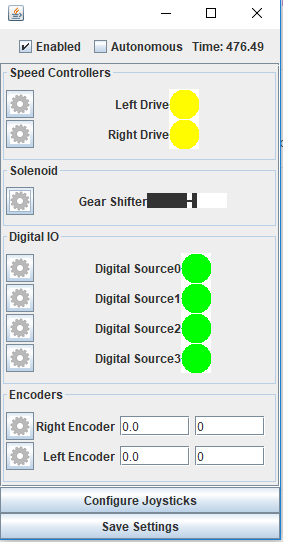 Enabled Autonomous Time: 476.49
Speed Controllers
Left Drive
Right Drive
Solenoid
Gear Shifter
Digital IO
Digital Source0
Digital Source1
Digital Source2
Digital Source3
Encoders
Right Encoder 0.0 0
Left Encoder 0.0 0
Configure Joysticks
Save Settings